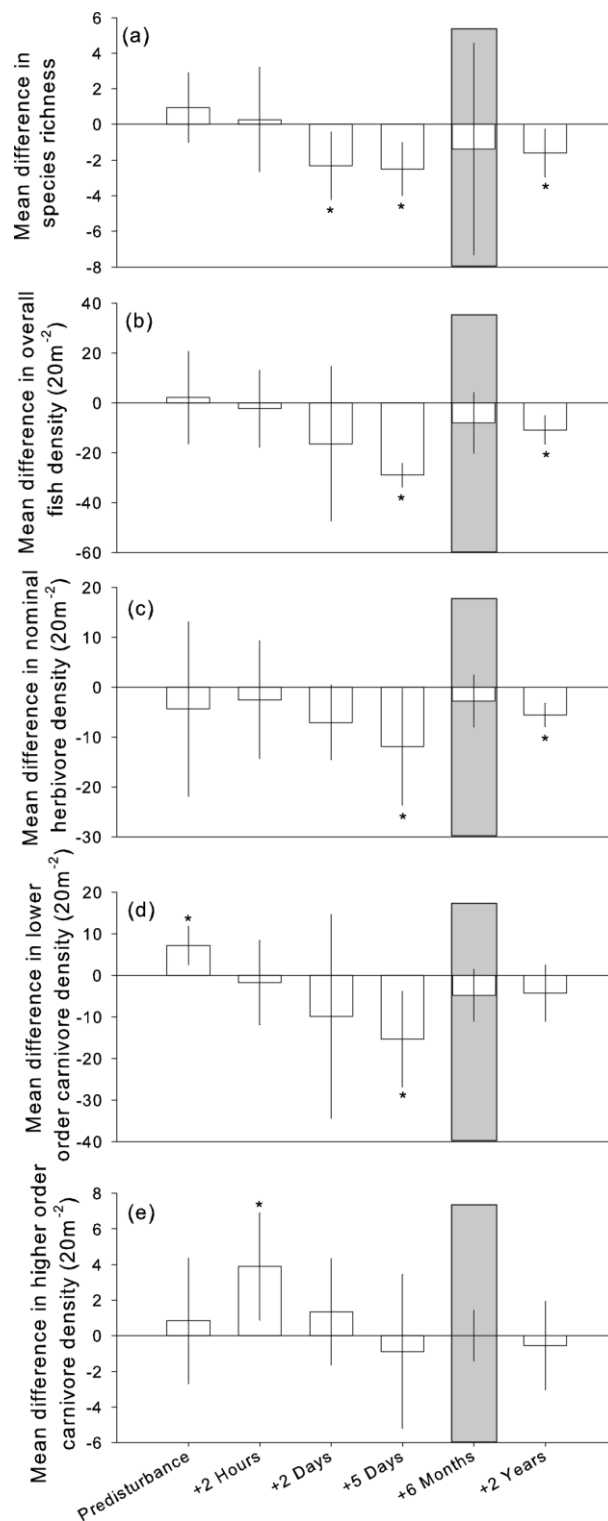 (a)
Mean difference in
species richness
6
4
2
0
-2
-4
-6
-8
*
*
*
(b)
Mean difference in overall
fish density (20m⁻²)
40
20
0
-20
-40
-60
*
*
(c)
Mean difference in nominal
herbivore density (20m⁻²)
20
10
0
-10
-20
-30
*
*
(d)
Mean difference in lower
order carnivore density (20m⁻²)
20
10
0
-10
-20
-30
-40
*
*
(e)
Mean difference in higher order
carnivore density (20m⁻²)
8
6
4
2
0
-2
-4
-6
*
Predisturbance
+2 Hours
+2 Days
+5 Days
+6 Months
+2 Years